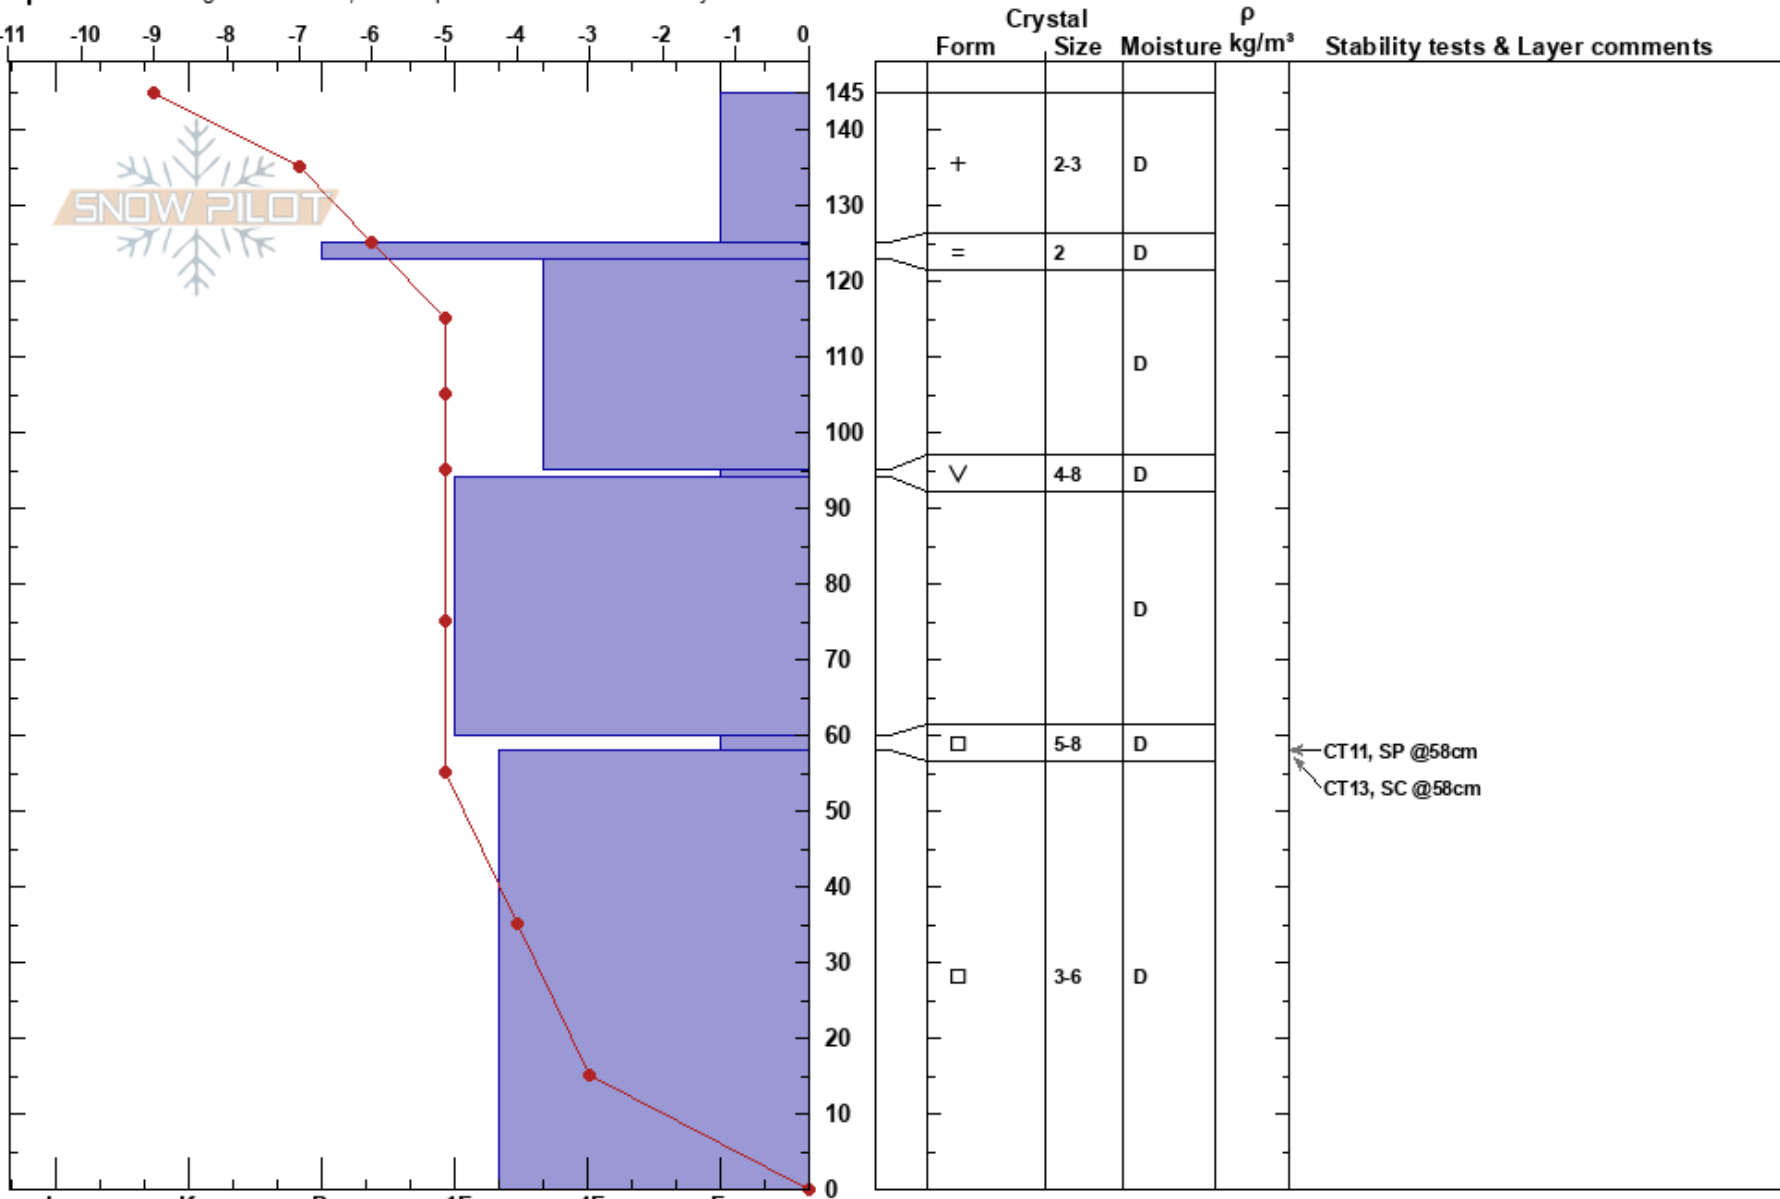 Crystal ρ
-11 -10 -9 -8 -7 -6 -5 -4 -3 -2 -1 0 Form Size Moisture kg/m³ Stability tests & Layer comments
145
140
+ 2-3 D
SNOW PILOT 130
= 2 D
120
110 D
100
V 4-8 D
90
80
D
70
60 □ 5-8 D CT11, SP @58cm
CT13, SC @58cm
50
40
30
□ 3-6 D
20
10
0